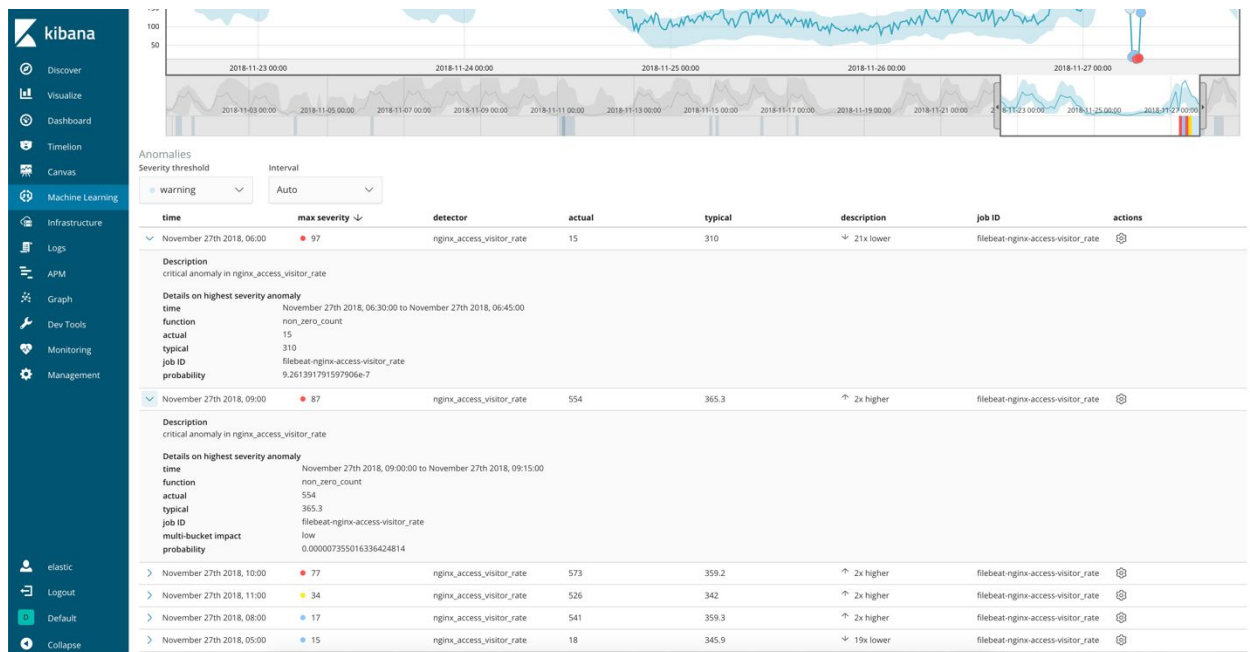 kibana
Discover
Visualize
Dashboard
Timelion
Canvas
Machine Learning
Infrastructure
Logs
APM
Graph
Dev Tools
Monitoring
Management
elastic
Logout
D Default
Collapse
100
50
2018-11-23 00:00 2018-11-24 00:00 2018-11-25 00:00 2018-11-26 00:00 2018-11-27 00:00
2018-11-03 00:00 2018-11-05 00:00 2018-11-07 00:00 2018-11-09 00:00 2018-11-11 00:00 2018-11-13 00:00 2018-11-15 00:00 2018-11-17 00:00 2018-11-19 00:00 2018-11-21 00:00 2018-11-25 00:00
Anomalies
Severity threshold Interval
warning Auto
time max severity detector actual typical description job ID actions
November 27th 2018, 06:00 97 nginx_access_visitor_rate 15 310 ↓ 21x lower filebeat-nginx-access-visitor_rate
Description
critical anomaly in nginx_access_visitor_rate
Details on highest severity anomaly
time November 27th 2018, 06:30:00 to November 27th 2018, 06:45:00
function non_zero_count
actual 15
typical 310
job ID filebeat-nginx-access-visitor_rate
probability 9.261391791597906e-7
November 27th 2018, 09:00 87 nginx_access_visitor_rate 554 365.3 ↑ 2x higher filebeat-nginx-access-visitor_rate
Description
critical anomaly in nginx_access_visitor_rate
Details on highest severity anomaly
time November 27th 2018, 09:00:00 to November 27th 2018, 09:15:00
function non_zero_count
actual 554
typical 365.3
job ID filebeat-nginx-access-visitor_rate
multi-bucket impact low
probability 0.000007355016336424814
November 27th 2018, 10:00 77 nginx_access_visitor_rate 573 359.2 ↑ 2x higher filebeat-nginx-access-visitor_rate
November 27th 2018, 11:00 34 nginx_access_visitor_rate 526 342 ↑ 2x higher filebeat-nginx-access-visitor_rate
November 27th 2018, 08:00 17 nginx_access_visitor_rate 541 359.3 ↑ 2x higher filebeat-nginx-access-visitor_rate
November 27th 2018, 05:00 15 nginx_access_visitor_rate 18 345.9 ↓ 19x lower filebeat-nginx-access-visitor_rate